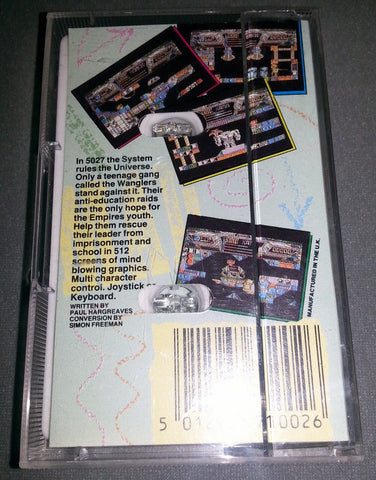 In 5027 the System
rules the Universe.
Only a teenage gang
called the Wanglers
stand against it. Their
anti-education raids
are the only hope for
the Empires youth.
Help them rescue
their leader from
imprisonment and
school in 512
screens of mind
blowing graphics.
Multi character
control. Joystick or
Keyboard.
WRITTEN BY
PAUL HARGREAVES
CONVERSION BY
SIMON FREEMAN
MANUFACTURED IN THE U.K.
5 012 10026